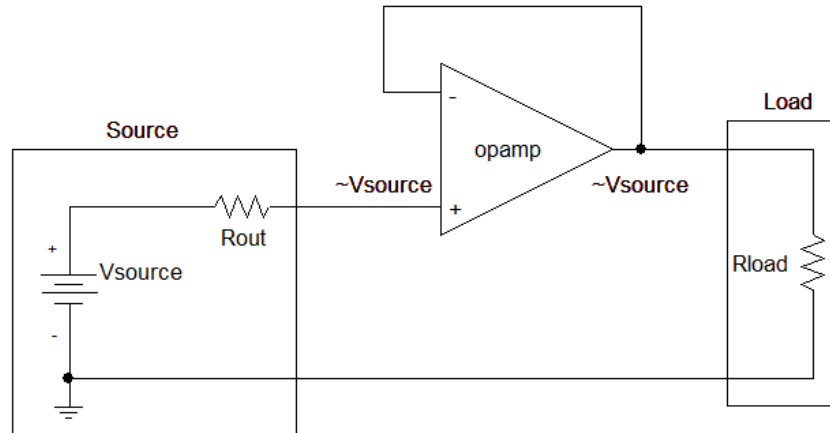 Load
Source
-
opamp
~Vsource
~Vsource
+
Rout
+
Vsource
Rload
-